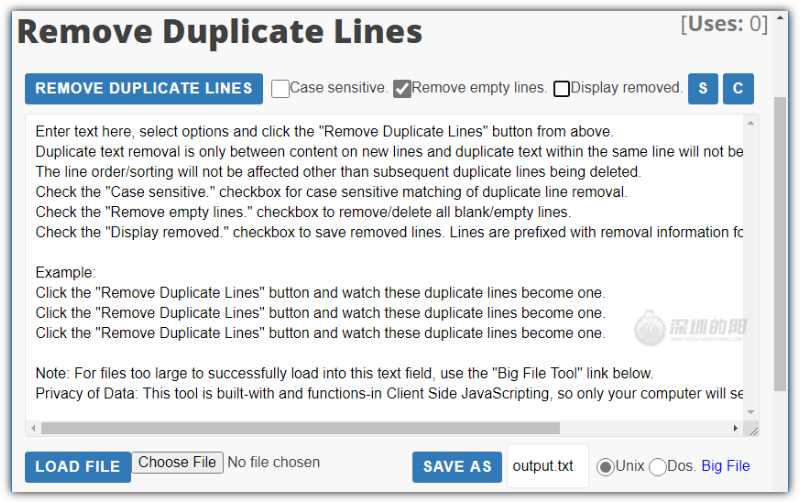 Remove Duplicate Lines
[Uses: 0]
REMOVE DUPLICATE LINES Case sensitive. Remove empty lines. Display removed. S C
Enter text here, select options and click the "Remove Duplicate Lines" button from above.
Duplicate text removal is only between content on new lines and duplicate text within the same line will not be
The line order/sorting will not be affected other than subsequent duplicate lines being deleted.
Check the "Case sensitive." checkbox for case sensitive matching of duplicate line removal.
Check the "Remove empty lines." checkbox to remove/delete all blank/empty lines.
Check the "Display removed." checkbox to save removed lines. Lines are prefixed with removal information fo
Example:
Click the "Remove Duplicate Lines" button and watch these duplicate lines become one.
Click the "Remove Duplicate Lines" button and watch these duplicate lines become one.
Click the "Remove Duplicate Lines" button and watch these duplicate lines become one.
深圳的阳
Note: For files too large to successfully load into this text field, use the "Big File Tool" link below.
Privacy of Data: This tool is built-with and functions-in Client Side JavaScripting, so only your computer will se
LOAD FILE Choose File No file chosen SAVE AS output.txt Unix Dos. Big File